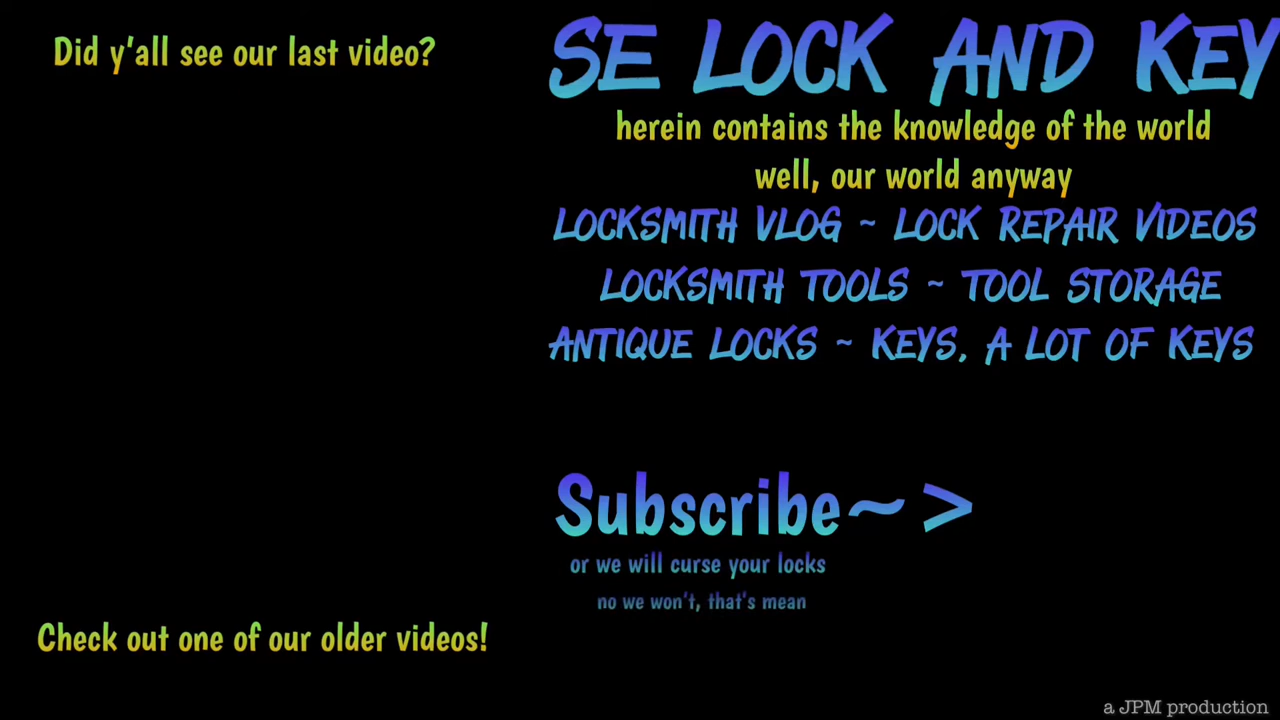 Did y'all see our last video?
SE LOCK AND KEY
herein contains the knowledge of the world
well, our world anyway
LOCKSMITH VLOG ~ LOCK REPAIR VIDEOS
LOCKSMITH TOOLS ~ TOOL STORAGE
ANTIQUE LOCKS ~ KEYS, A LOT OF KEYS
Subscribe~>
or we will curse your locks
no we won't, that's mean
Check out one of our older videos!
a JPM production